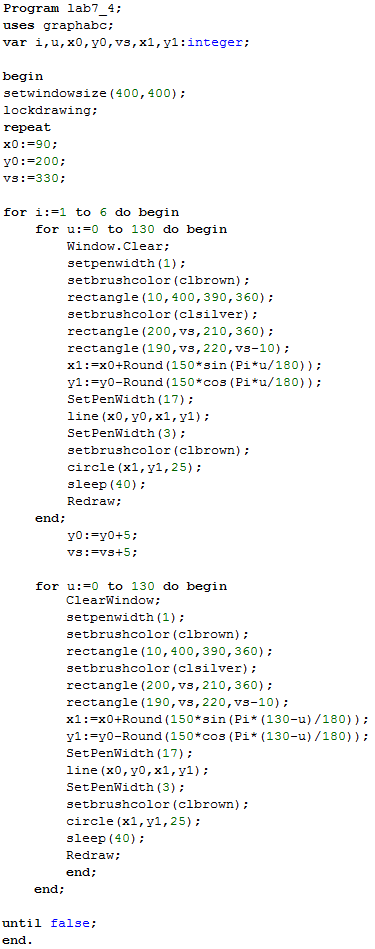 Program lab7_4;
uses graphabc;
var i,u,x0,y0,vs,x1,y1:integer;

begin
setwindowsize(400,400);
lockdrawing;
repeat
x0:=90;
y0:=200;
vs:=330;

for i:=1 to 6 do begin
    for u:=0 to 130 do begin
        Window.Clear;
        setpenwidth(1);
        setbrushcolor(clbrown);
        rectangle(10,400,390,360);
        setbrushcolor(clsilver);
        rectangle(200,vs,210,360);
        rectangle(190,vs,220,vs-10);
        x1:=x0+Round(150*sin(Pi*u/180));
        y1:=y0-Round(150*cos(Pi*u/180));
        SetPenWidth(17);
        line(x0,y0,x1,y1);
        SetPenWidth(3);
        setbrushcolor(clbrown);
        circle(x1,y1,25);
        sleep(40);
        Redraw;
    end;
        y0:=y0+5;
        vs:=vs+5;

    for u:=0 to 130 do begin
        ClearWindow;
        setpenwidth(1);
        setbrushcolor(clbrown);
        rectangle(10,400,390,360);
        setbrushcolor(clsilver);
        rectangle(200,vs,210,360);
        rectangle(190,vs,220,vs-10);
        x1:=x0+Round(150*sin(Pi*(130-u)/180));
        y1:=y0-Round(150*cos(Pi*(130-u)/180));
        SetPenWidth(17);
        line(x0,y0,x1,y1);
        SetPenWidth(3);
        setbrushcolor(clbrown);
        circle(x1,y1,25);
        sleep(40);
        Redraw;
        end;
    end;

until false;
end.